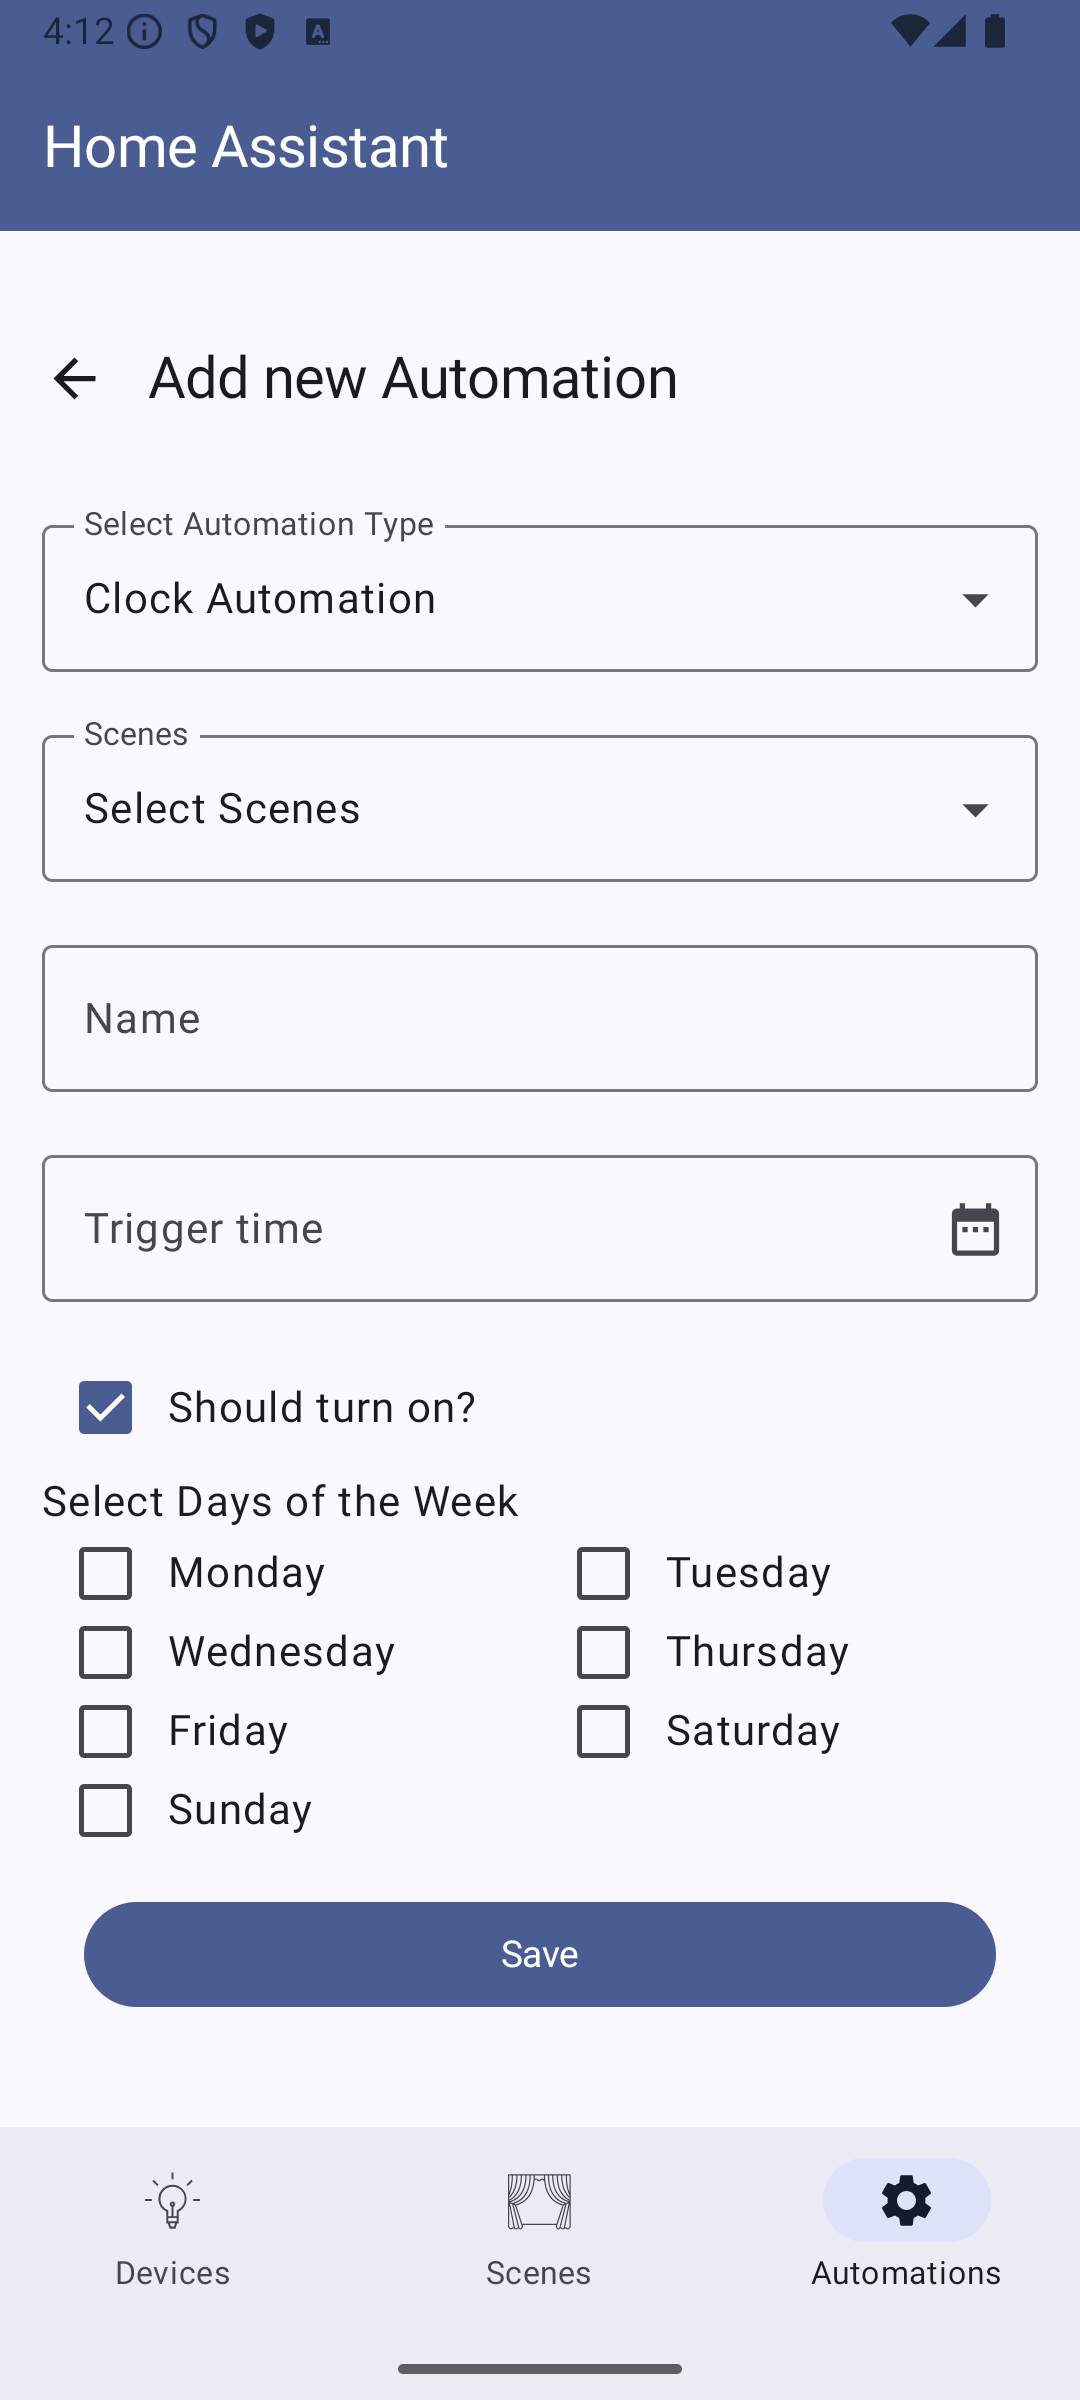 4:12
Home Assistant
Add new Automation
Select Automation Type
Clock Automation
Scenes
Select Scenes
Name
Trigger time
Should turn on?
Select Days of the Week
Monday
Tuesday
Wednesday
Thursday
Friday
Saturday
Sunday
Save
Devices
Scenes
Automations